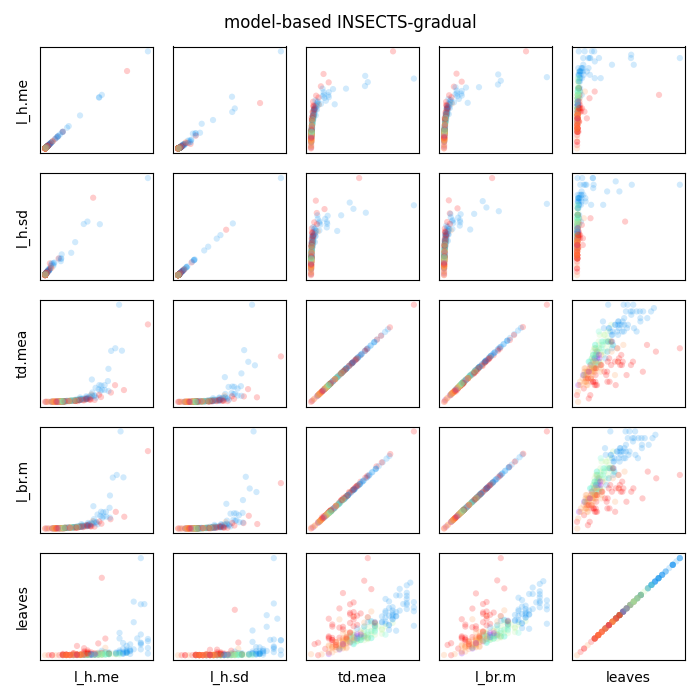 model-based INSECTS-gradual
l_h.me
l_h.sd
td.mea
l_br.m
leaves
l_h.me
l_h.sd
td.mea
l_br.m
leaves